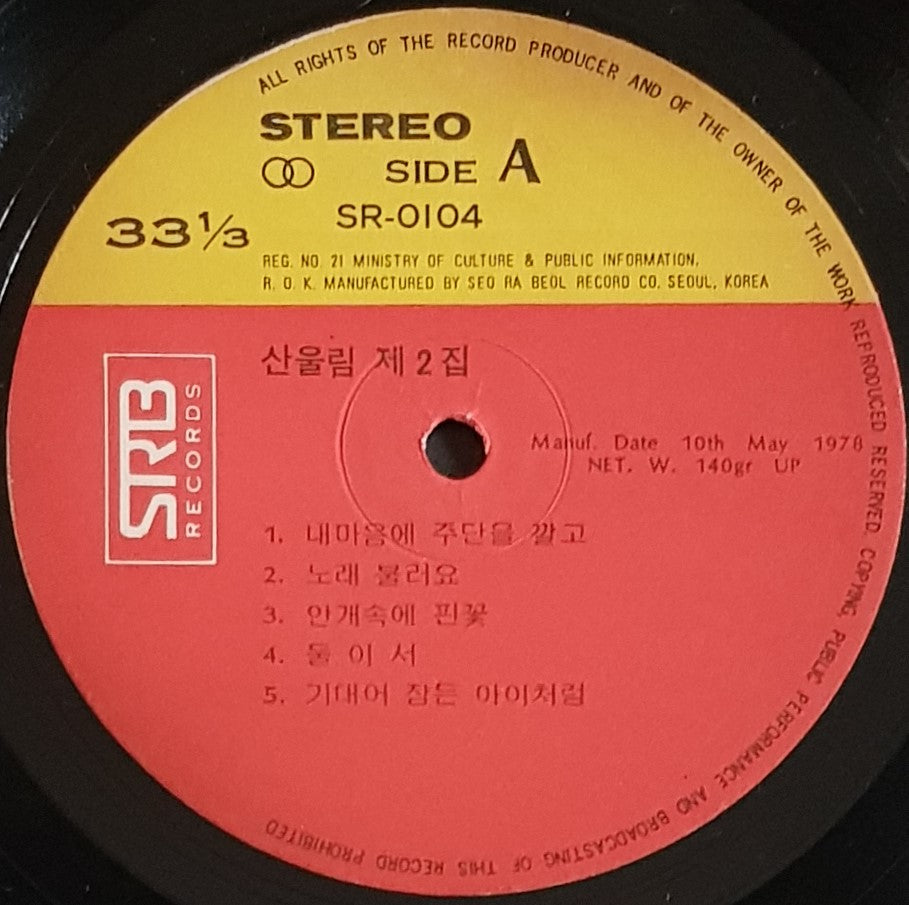 ALL RIGHTS OF THE RECORD PRODUCER AND OF THE OWNER OF THE WORK REPRODUCED RESERVED. COPYING, PUBLIC PERFORMANCE AND BROADCASTING OF THIS RECORD PROHIBITED
STEREO
SIDE A
33⅓
SR-0104
REG. NO. 21 MINISTRY OF CULTURE & PUBLIC INFORMATION,
R. O. K. MANUFACTURED BY SEO RA BEOL RECORD CO. SEOUL, KOREA
SRB
RECORDS
산울림 제2집
Manuf. Date 10th May 1978
NET. W. 140gr UP
1. 내마음에 주단을 깔고
2. 노래 불러요
3. 안개속에 핀꽃
4. 둘 이 서
5. 기대어 잠든 아이처럼